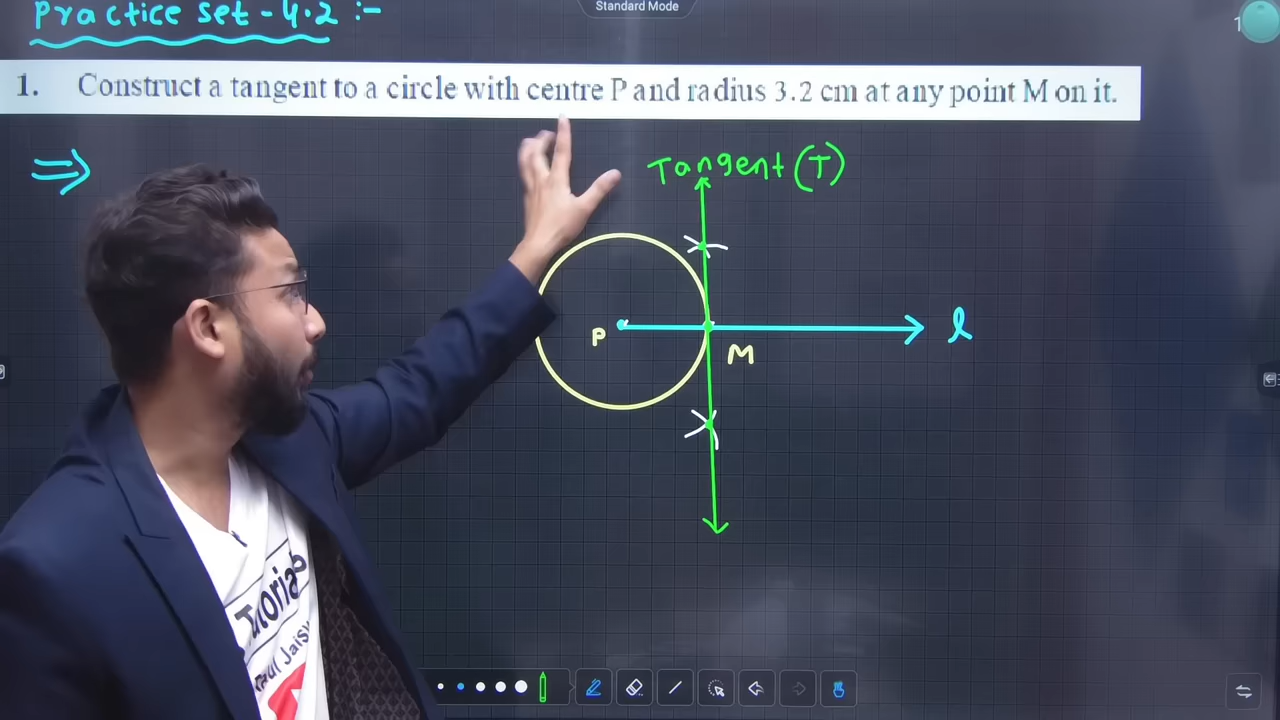 Standard Mode
Practice set - 4.2 :-
1. Construct a tangent to a circle with centre P and radius 3.2 cm at any point M on it.
⇒
Tangent (T)
P
M
l
Tutorials